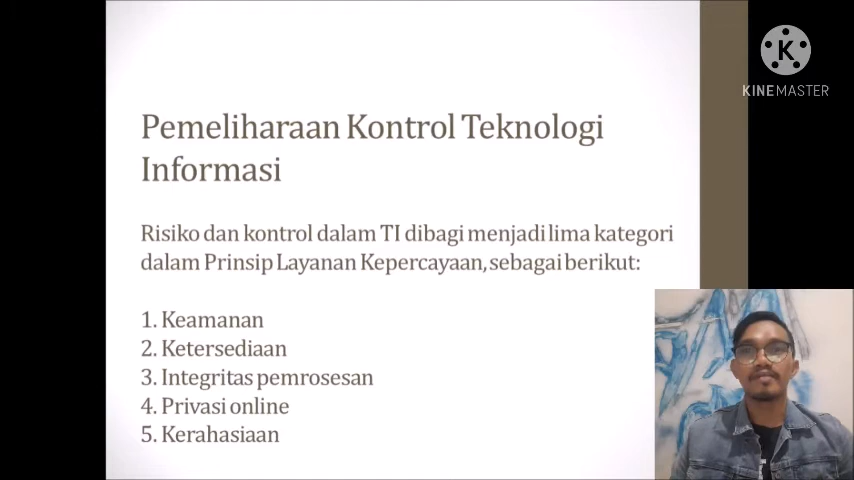 K
KINEMASTER
Pemeliharaan Kontrol Teknologi
Informasi
Risiko dan kontrol dalam TI dibagi menjadi lima kategori
dalam Prinsip Layanan Kepercayaan, sebagai berikut:
1. Keamanan
2. Ketersediaan
3. Integritas pemrosesan
4. Privasi online
5. Kerahasiaan